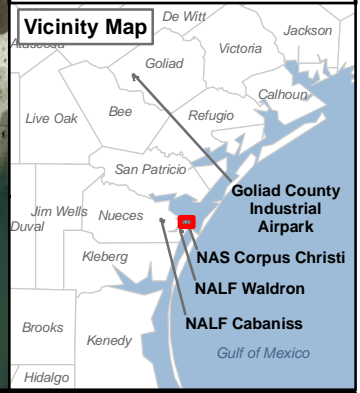 Vicinity Map
De Witt
Jackson
Atascosa
Goliad
Victoria
Calhoun
Bee
Live Oak
Refugio
San Patricio
Goliad County
Industrial
Airpark
Jim Wells
Duval
Nueces
NAS Corpus Christi
Kleberg
NALF Waldron
NALF Cabaniss
Brooks
Kenedy
Gulf of Mexico
Hidalgo